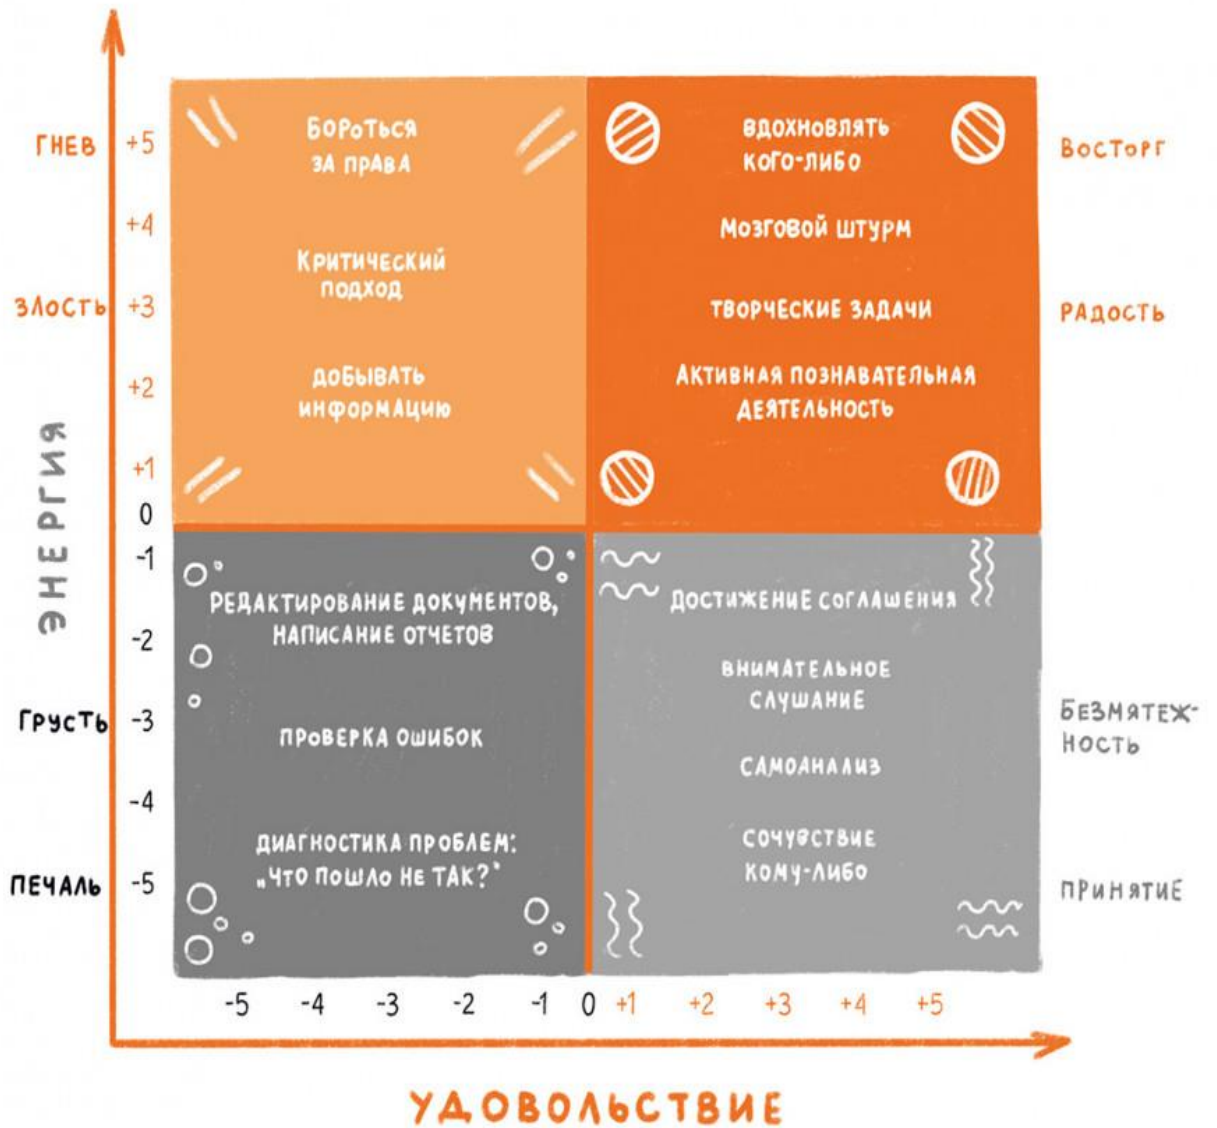 ГНЕВ
+5
БОРОТЬСЯ
ЗА ПРАВА
ВДОХНОВЛЯТЬ
КОГО-ЛИБО
ВОСТОРГ
+4
МОЗГОВОЙ ШТУРМ
КРИТИЧЕСКИЙ
ПОДХОД
ЗЛОСТЬ
+3
ТВОРЧЕСКИЕ ЗАДАЧИ
РАДОСТЬ
+2
ДОБЫВАТЬ
ИНФОРМАЦИЮ
АКТИВНАЯ ПОЗНАВАТЕЛЬНАЯ
ДЕЯТЕЛЬНОСТЬ
+1
0
ЭНЕРГИЯ
-1
РЕДАКТИРОВАНИЕ ДОКУМЕНТОВ,
НАПИСАНИЕ ОТЧЕТОВ
ДОСТИЖЕНИЕ СОГЛАШЕНИЯ
-2
ВНИМАТЕЛЬНОЕ
СЛУШАНИЕ
ГРУСТЬ
-3
ПРОВЕРКА ОШИБОК
БЕЗМЯТЕЖ-
НОСТЬ
САМОАНАЛИЗ
-4
ДИАГНОСТИКА ПРОБЛЕМ:
„ЧТО ПОШЛО НЕ ТАК?"
СОЧУВСТВИЕ
КОМУ-ЛИБО
ПЕЧАЛЬ
-5
ПРИНЯТИЕ
-5 -4 -3 -2 -1 0 +1 +2 +3 +4 +5
УДОВОЛЬСТВИЕ